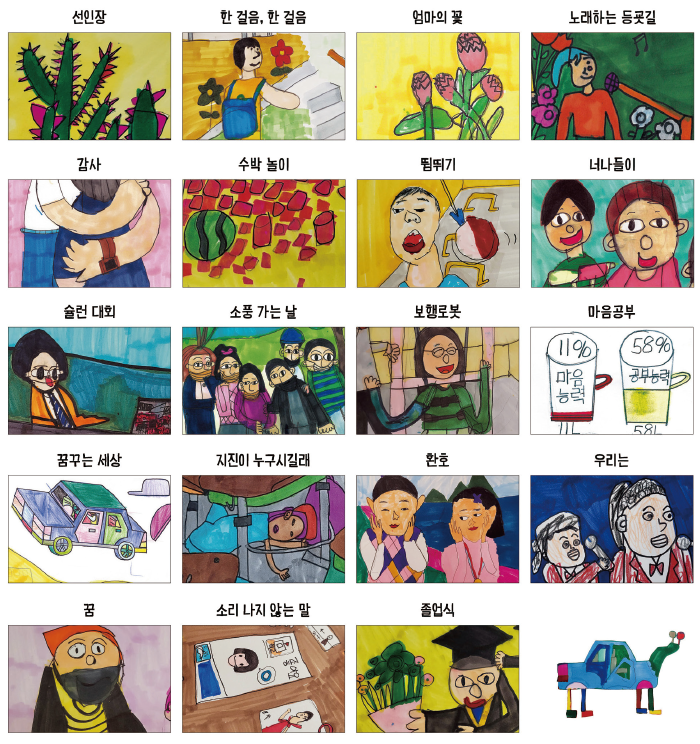 선인장
한 걸음, 한 걸음
엄마의 꽃
노래하는 등굣길
감사
수박 놀이
뜀뛰기
너나들이
슐런 대회
소풍 가는 날
보행로봇
마음공부
11%
마음
능력
58%
공부능력
꿈꾸는 세상
지진이 누구시길래
환호
우리는
꿈
소리 나지 않는 말
졸업식